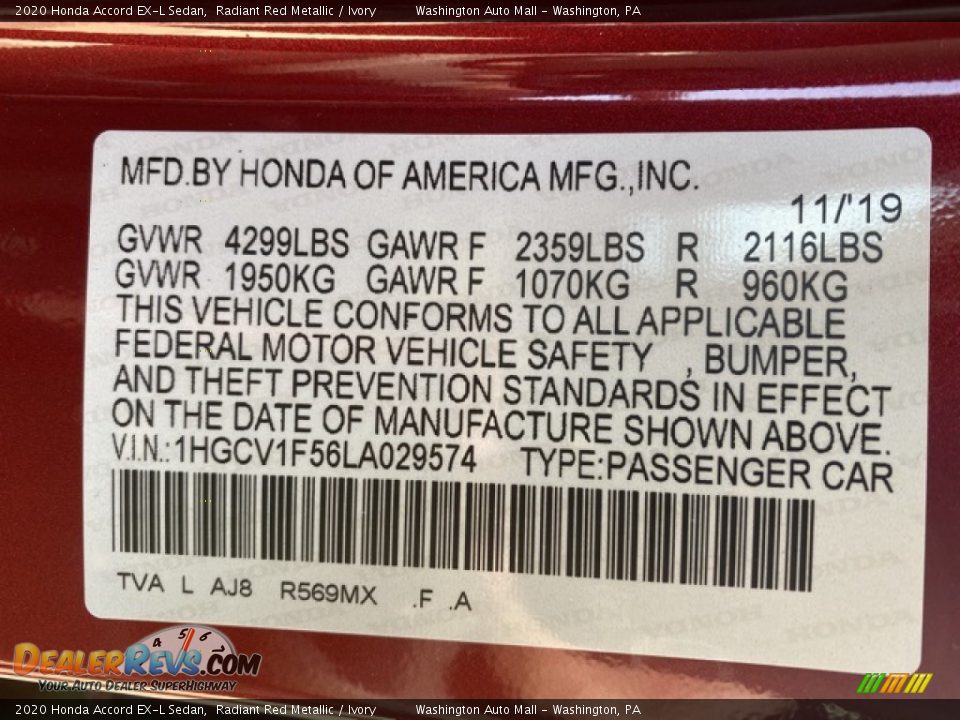 2020 Honda Accord EX-L Sedan, Radiant Red Metallic / Ivory Washington Auto Mall - Washington, PA
MFD.BY HONDA OF AMERICA MFG.,INC.
11/'19
GVWR 4299LBS GAWR F 2359LBS R 2116LBS
GVWR 1950KG GAWR F 1070KG R 960KG
THIS VEHICLE CONFORMS TO ALL APPLICABLE
FEDERAL MOTOR VEHICLE SAFETY , BUMPER,
AND THEFT PREVENTION STANDARDS IN EFFECT
ON THE DATE OF MANUFACTURE SHOWN ABOVE.
V.I.N.:1HGCV1F56LA029574 TYPE:PASSENGER CAR
TVA L AJ8 R569MX .F .A
4 5 6
DEALERREVS.COM
YOUR AUTO DEALER SUPERHIGHWAY
2020 Honda Accord EX-L Sedan, Radiant Red Metallic / Ivory Washington Auto Mall - Washington, PA